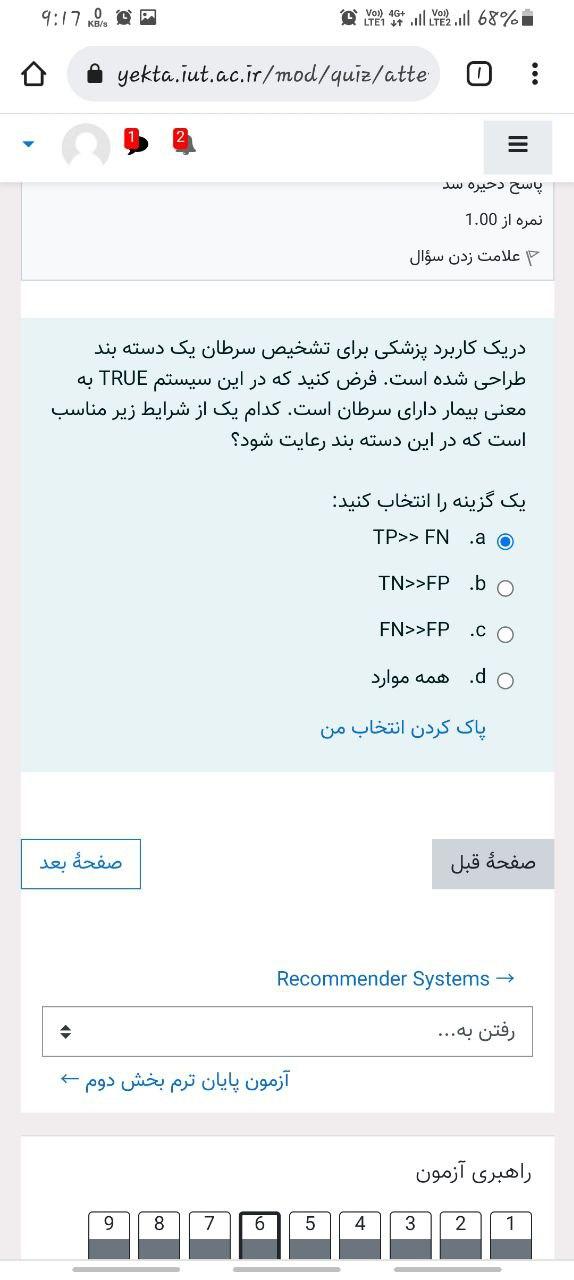 9:17 0 KB/s Vo)) LTE1 4G+ Vo)) LTE2 68%
yekta.iut.ac.ir/mod/quiz/atte
1
1 2
پاسخ ذخیره شد
نمره از 1.00
علامت زدن سؤال
دریک کاربرد پزشکی برای تشخیص سرطان یک دسته بند
طراحی شده است. فرض کنید که در این سیستم TRUE به
معنی بیمار دارای سرطان است. کدام یک از شرایط زیر مناسب
است که در این دسته بند رعایت شود؟
یک گزینه را انتخاب کنید:
a. TP>> FN
b. TN>>FP
c. FN>>FP
d. همه موارد
پاک کردن انتخاب من
صفحهٔ قبل صفحهٔ بعد
Recommender Systems →
رفتن به...
آزمون پایان ترم بخش دوم ←
راهبری آزمون
1 2 3 4 5 6 7 8 9